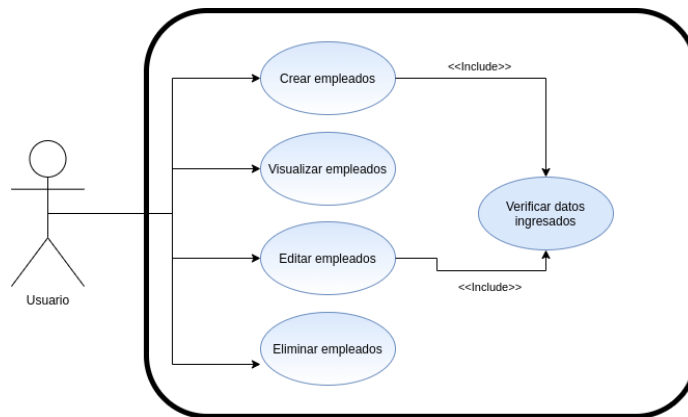 Crear empleados
<<Include>>
Visualizar empleados
Verificar datos
ingresados
Editar empleados
<<Include>>
Usuario
Eliminar empleados